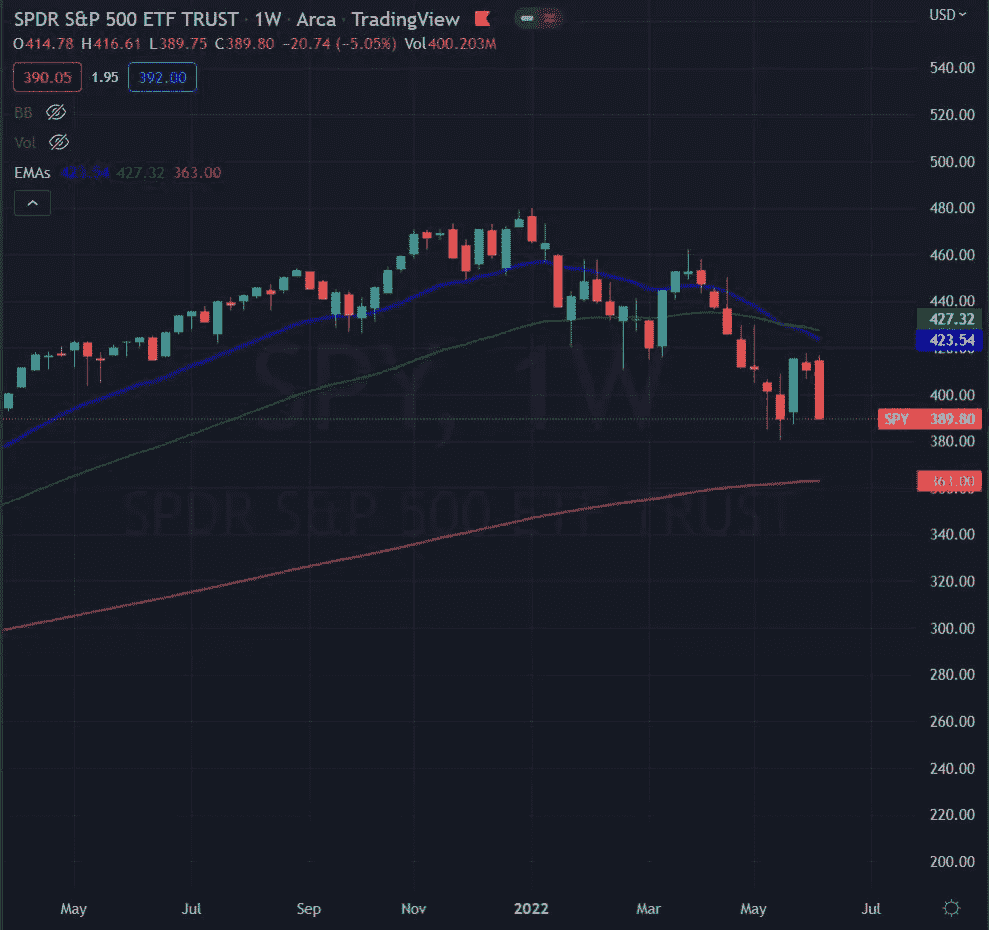 SPDR S&P 500 ETF TRUST · 1W · Arca · TradingView
USD
O414.78 H416.61 L389.75 C389.80 −20.74 (−5.05%) Vol400.203M
390.05 1.95 392.00
BB
Vol
EMAs 423.54 427.32 363.00
540.00
520.00
500.00
480.00
460.00
440.00
427.32
423.54
420.00
400.00
SPY 389.80
380.00
363.00
360.00
340.00
320.00
300.00
280.00
260.00
240.00
220.00
200.00
SPY, 1W
SPDR S&P 500 ETF TRUST
May Jul Sep Nov 2022 Mar May Jul